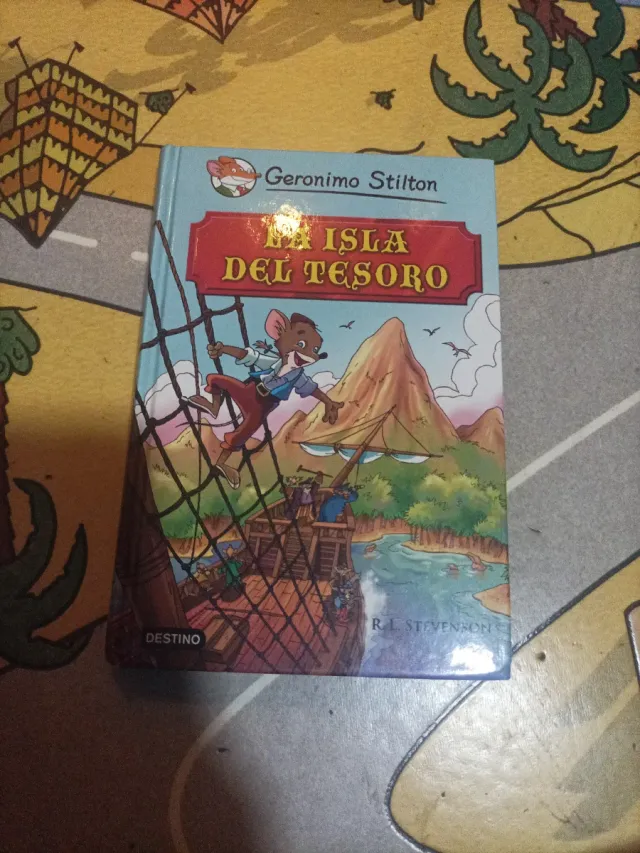 Geronimo Stilton
LA ISLA
DEL TESORO
R. L. STEVENSON
DESTINO